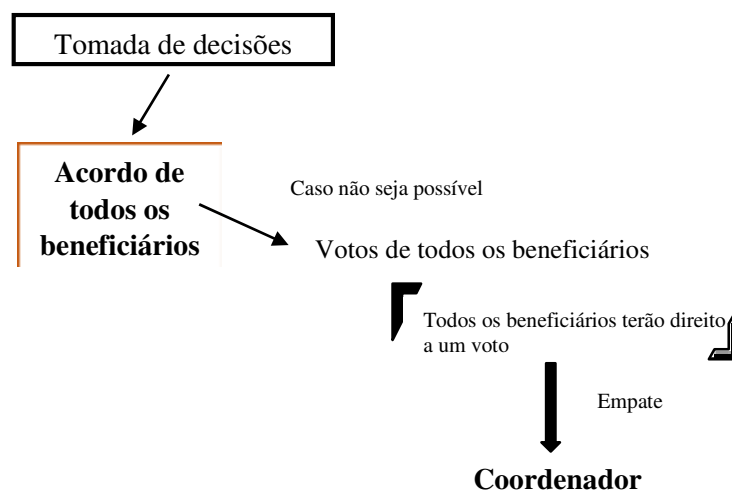 Tomada de decisões
Acordo de
todos os
beneficiários
Caso não seja possível
Votos de todos os beneficiários
Todos os beneficiários terão direito
a um voto
Empate
Coordenador